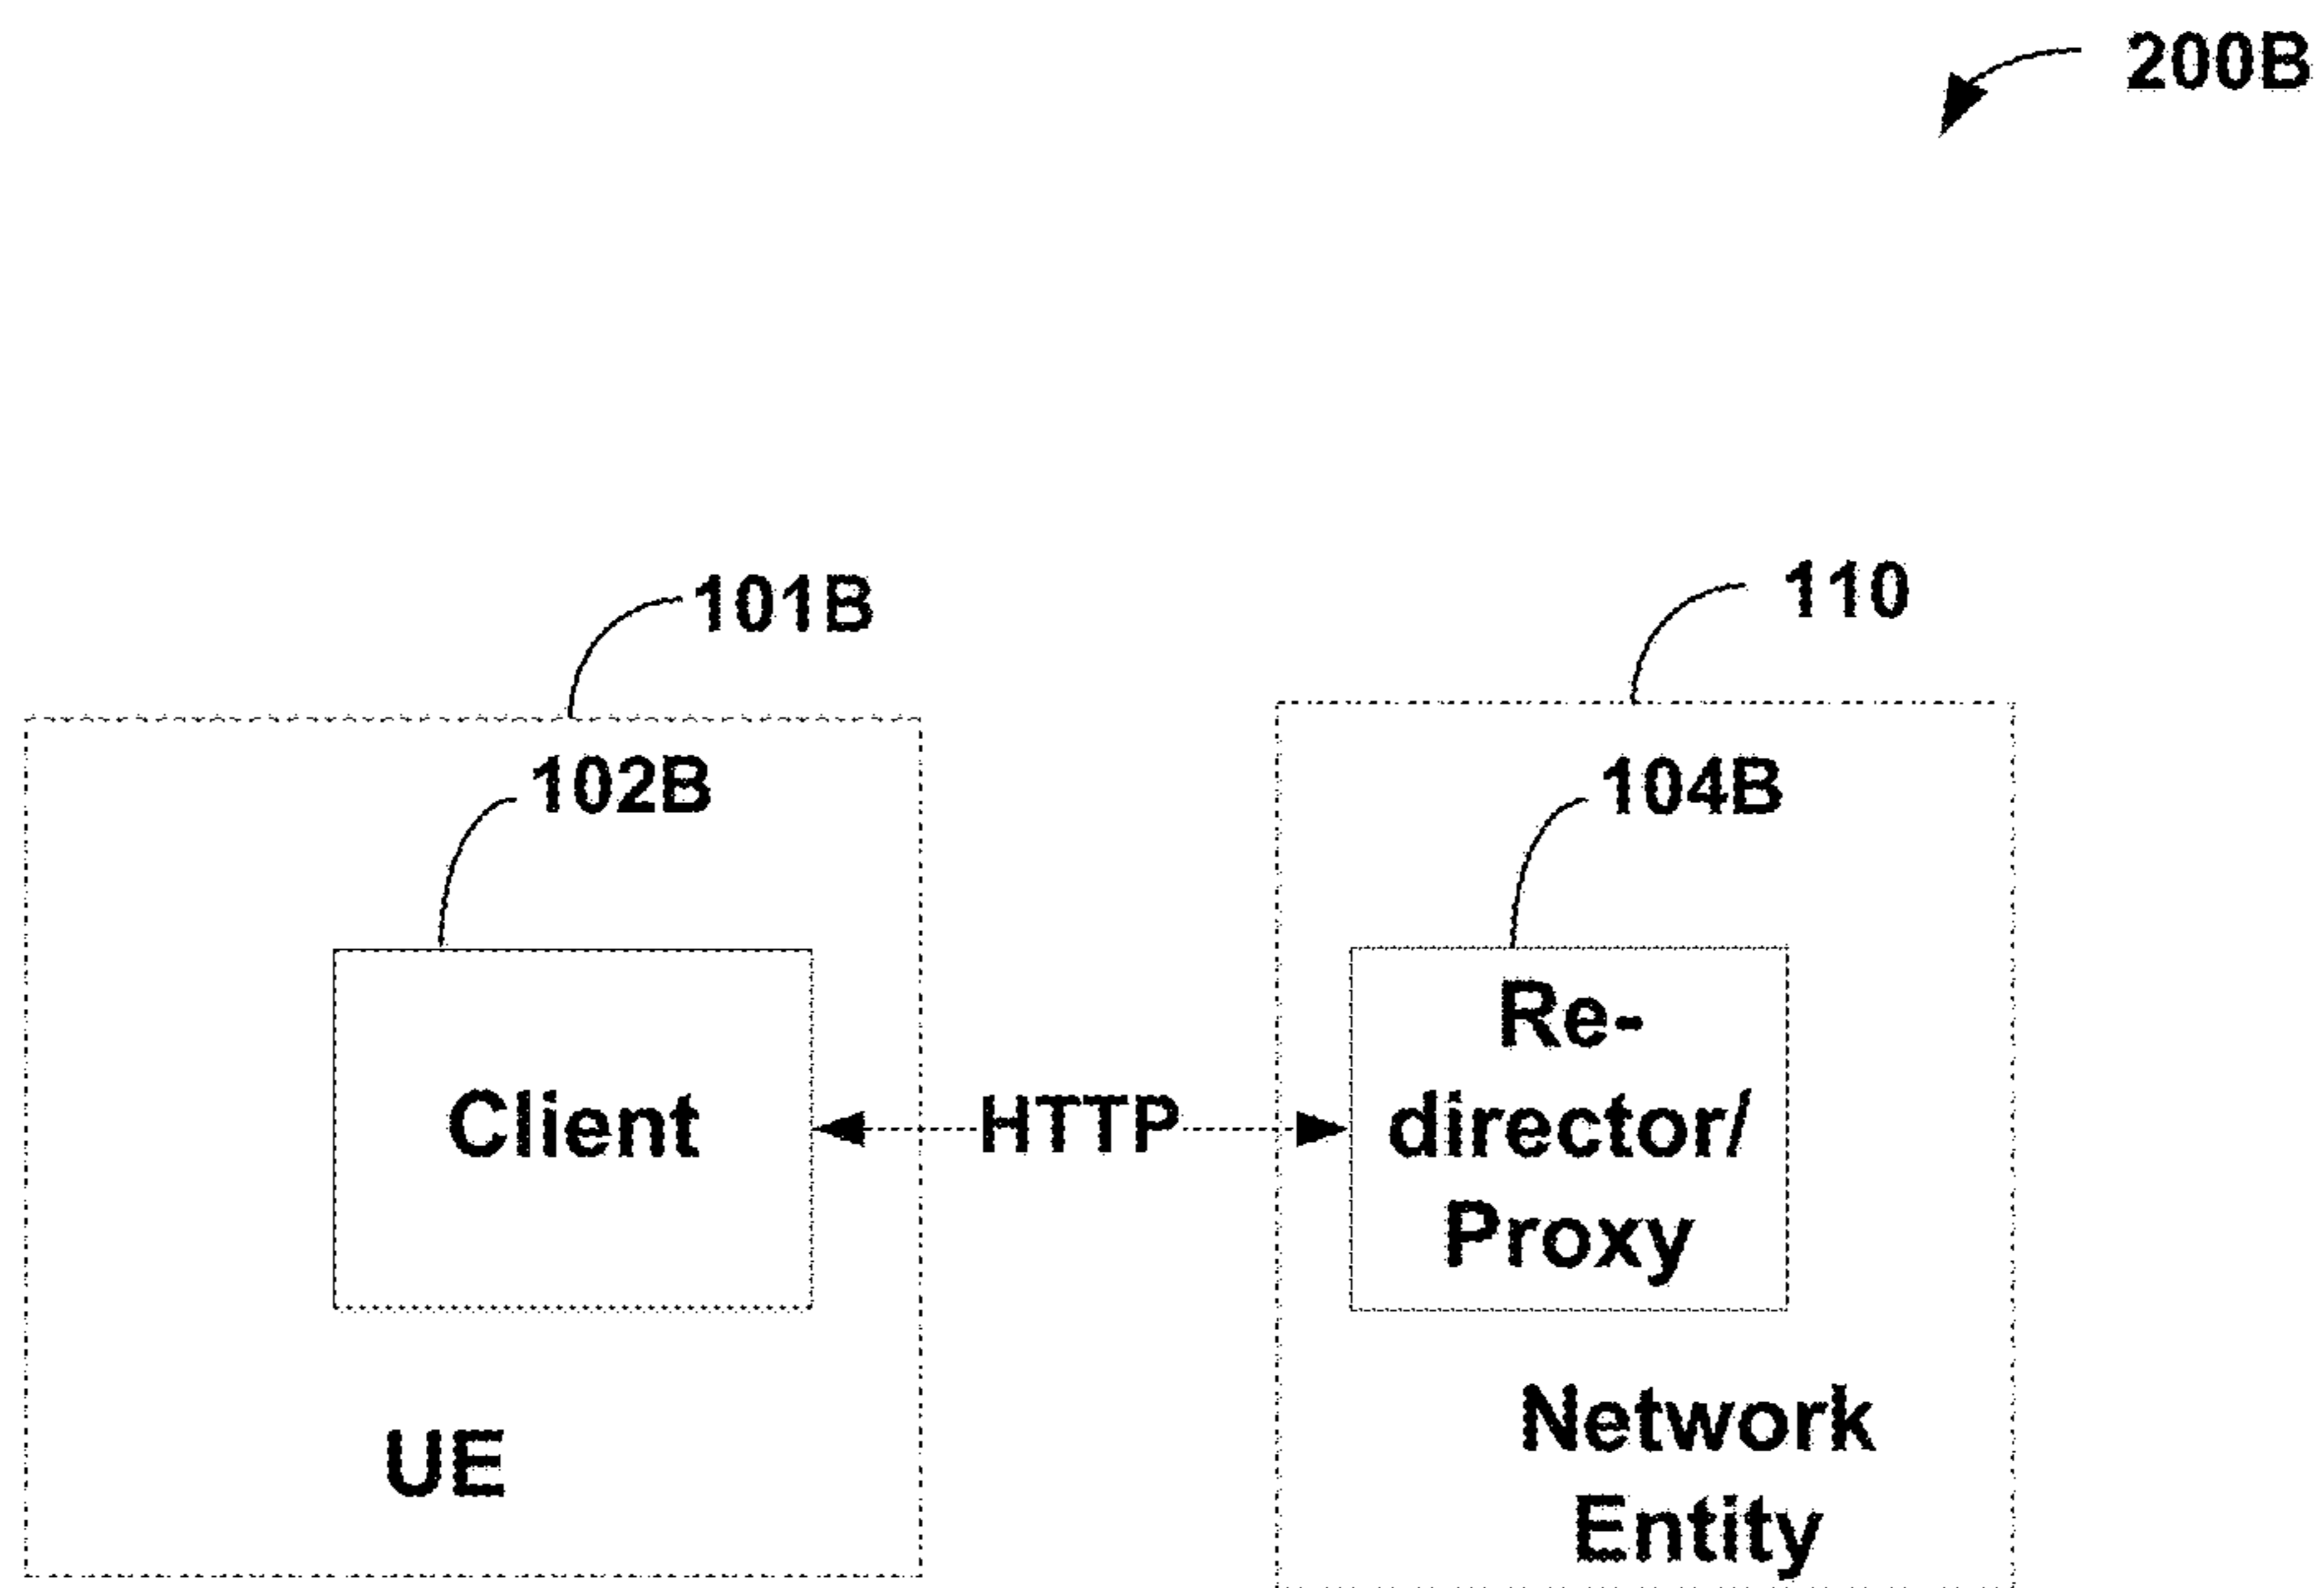 200B
101B
110
102B
104B
Client
HTTP
Re-
director/
Proxy
UE
Network
Entity